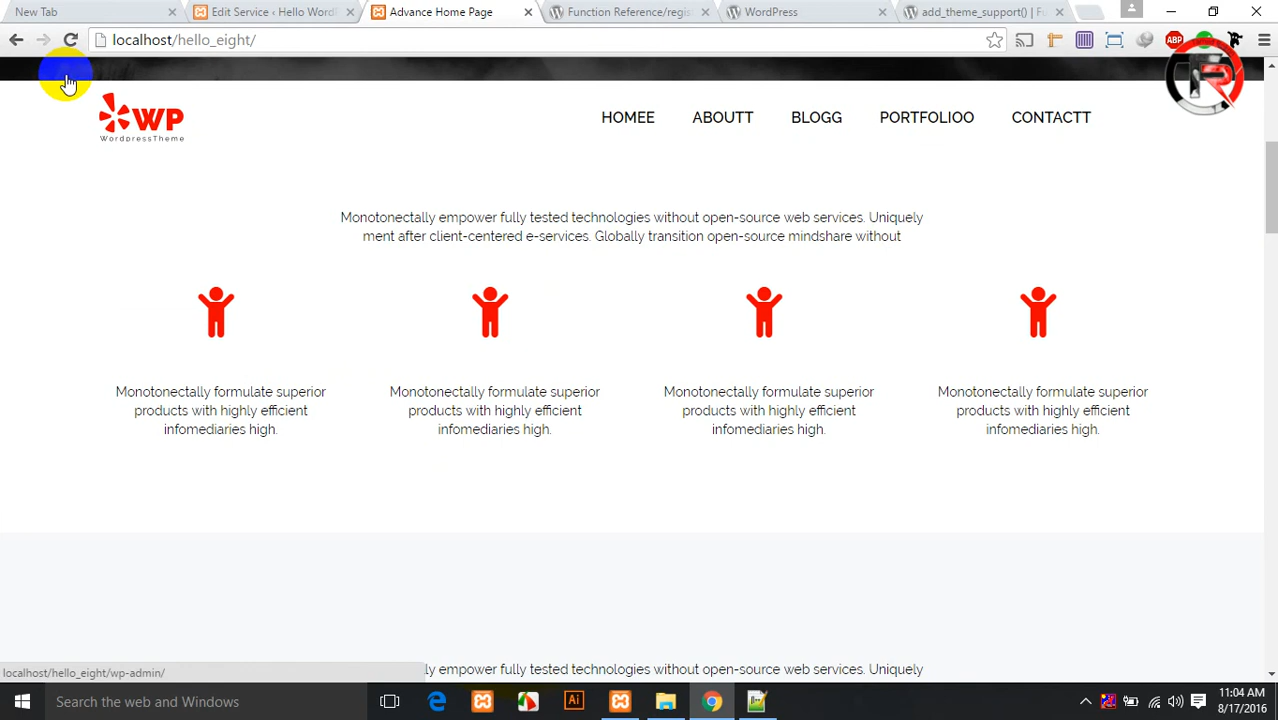 New Tab
Edit Service ‹ Hello Word
Advance Home Page
Function Reference/regi
WordPress
add_theme_support() | Fu
localhost/hello_eight/
ABP
WP
WordpressTheme
HOMEE
ABOUTT
BLOGG
PORTFOLIOO
CONTACTT
Monotonectally empower fully tested technologies without open-source web services. Uniquely
ment after client-centered e-services. Globally transition open-source mindshare without
Monotonectally formulate superior
products with highly efficient
infomediaries high.
Monotonectally formulate superior
products with highly efficient
infomediaries high.
Monotonectally formulate superior
products with highly efficient
infomediaries high.
Monotonectally formulate superior
products with highly efficient
infomediaries high.
lly empower fully tested technologies without open-source web services. Uniquely
localhost/hello_eight/wp-admin/
Search the web and Windows
Ai
11:04 AM
8/17/2016